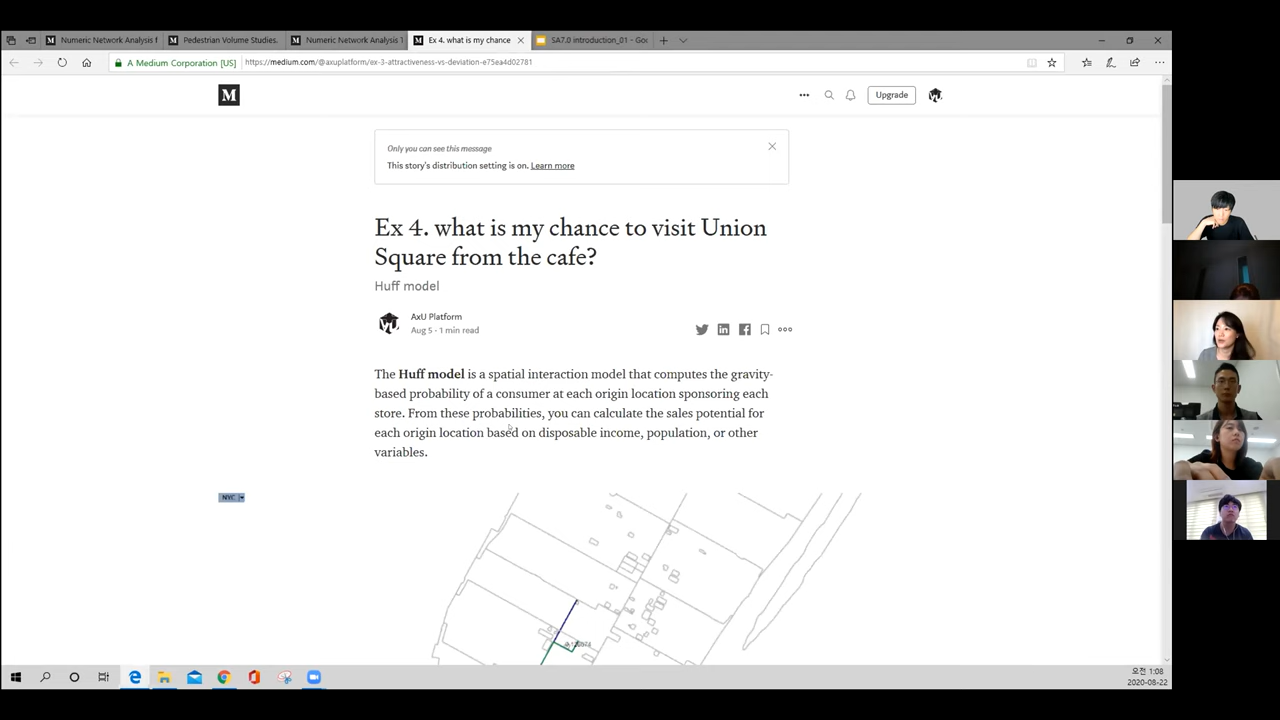 Numeric Network Analysis
Pedestrian Volume Studies.
Numeric Network Analysis
Ex 4. what is my chance
SA7.0 introduction_01 - Goo
A Medium Corporation [US]
https://medium.com/@axuplatform/ex-3-attractiveness-vs-deviation-e75ea4d02781
M
Upgrade
Only you can see this message
This story's distribution setting is on. Learn more
Ex 4. what is my chance to visit Union
Square from the cafe?
Huff model
AxU Platform
Aug 5 · 1 min read
The Huff model is a spatial interaction model that computes the gravity-
based probability of a consumer at each origin location sponsoring each
store. From these probabilities, you can calculate the sales potential for
each origin location based on disposable income, population, or other
variables.
NYC
오전 1:08
2020-08-22